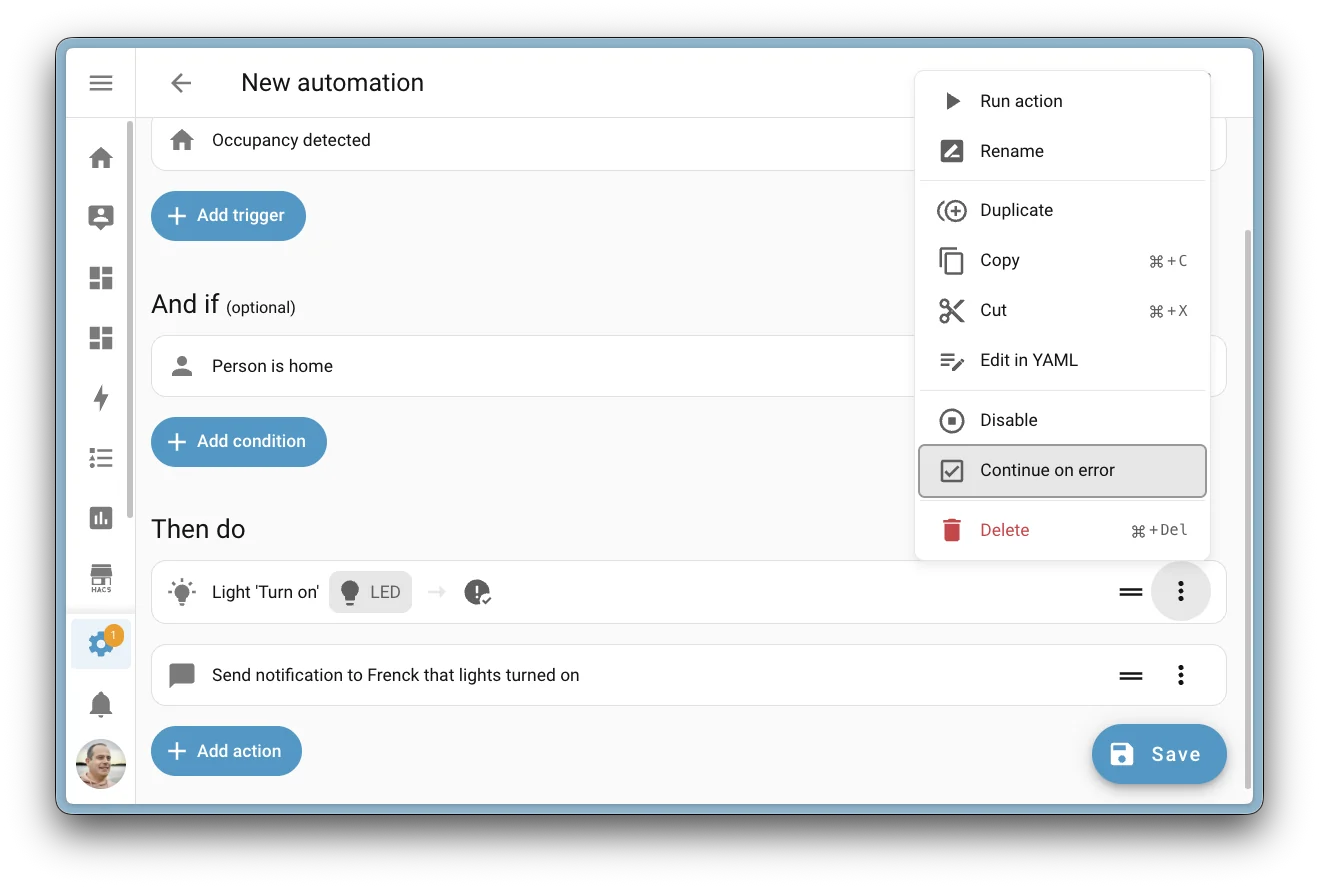 New automation
Occupancy detected
Add trigger
And if (optional)
Person is home
Add condition
Then do
Light 'Turn on' LED
Send notification to Frenck that lights turned on
Add action
Run action
Rename
Duplicate
Copy ⌘+C
Cut ⌘+X
Edit in YAML
Disable
Continue on error
Delete ⌘+Del
Save
HACS
1